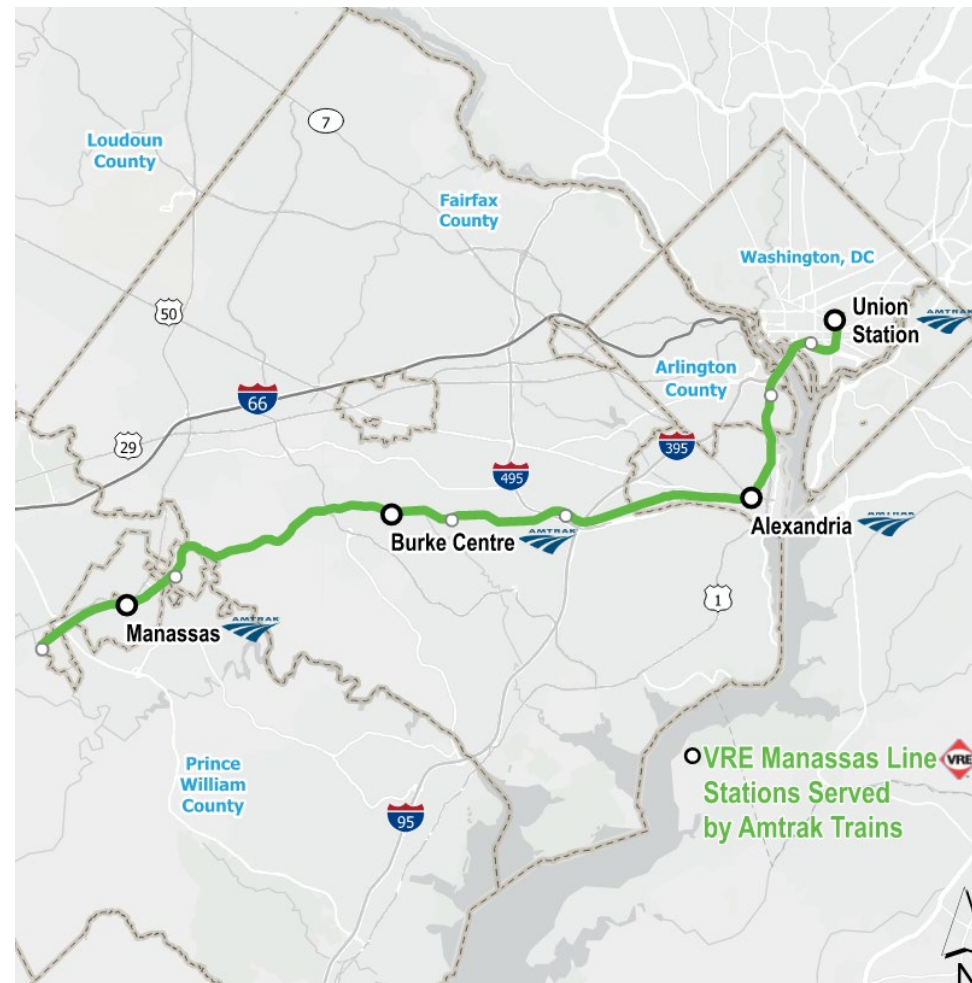 7
Loudoun
County
Fairfax
County
Washington, DC
50
Union
Station
AMTRAK
Arlington
County
66
29
395
495
Burke Centre
AMTRAK
Alexandria
AMTRAK
1
Manassas
AMTRAK
VRE Manassas Line
VRE
Stations Served
by Amtrak Trains
Prince
William
County
95
N